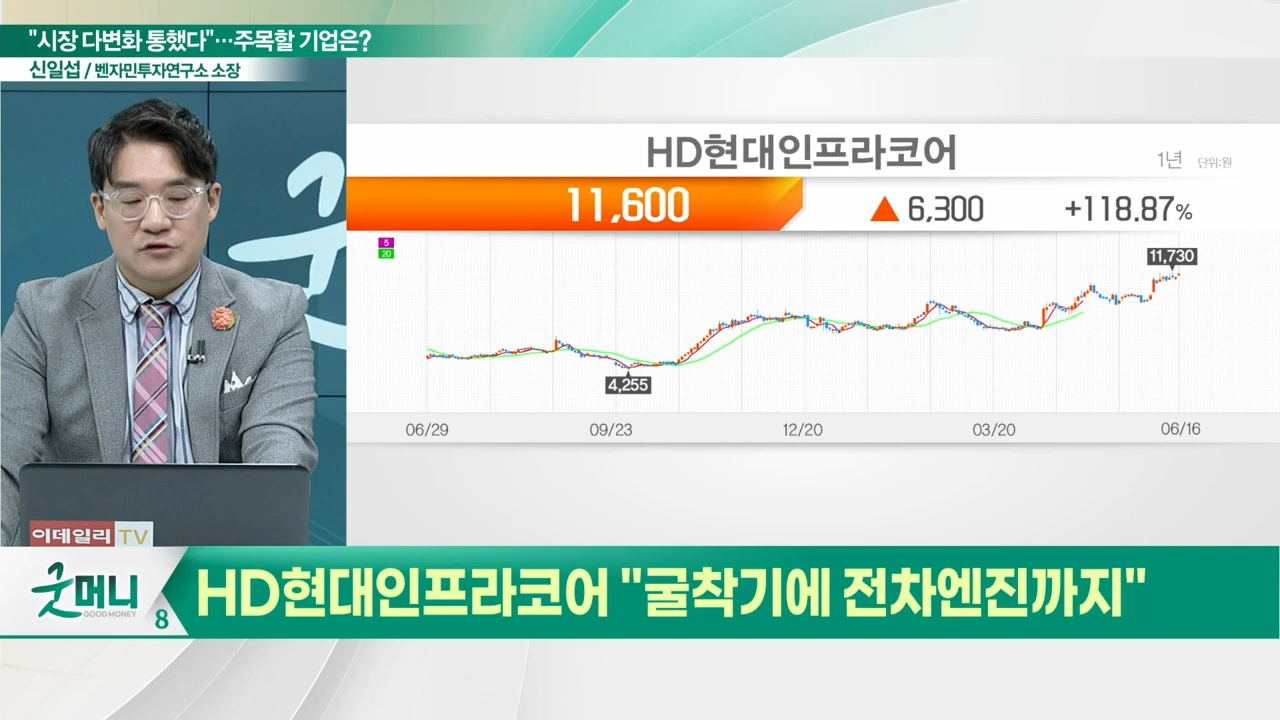 "시장 다변화 통했다"…주목할 기업은?
신일섭 / 벤자민투자연구소 소장
HD현대인프라코어
1년 단위:원
11,600 ▲ 6,300 +118.87%
5
20
11,730
4,255
06/29 09/23 12/20 03/20 06/16
이데일리 TV
굿머니
GOOD MONEY
8
HD현대인프라코어 "굴착기에 전차엔진까지"